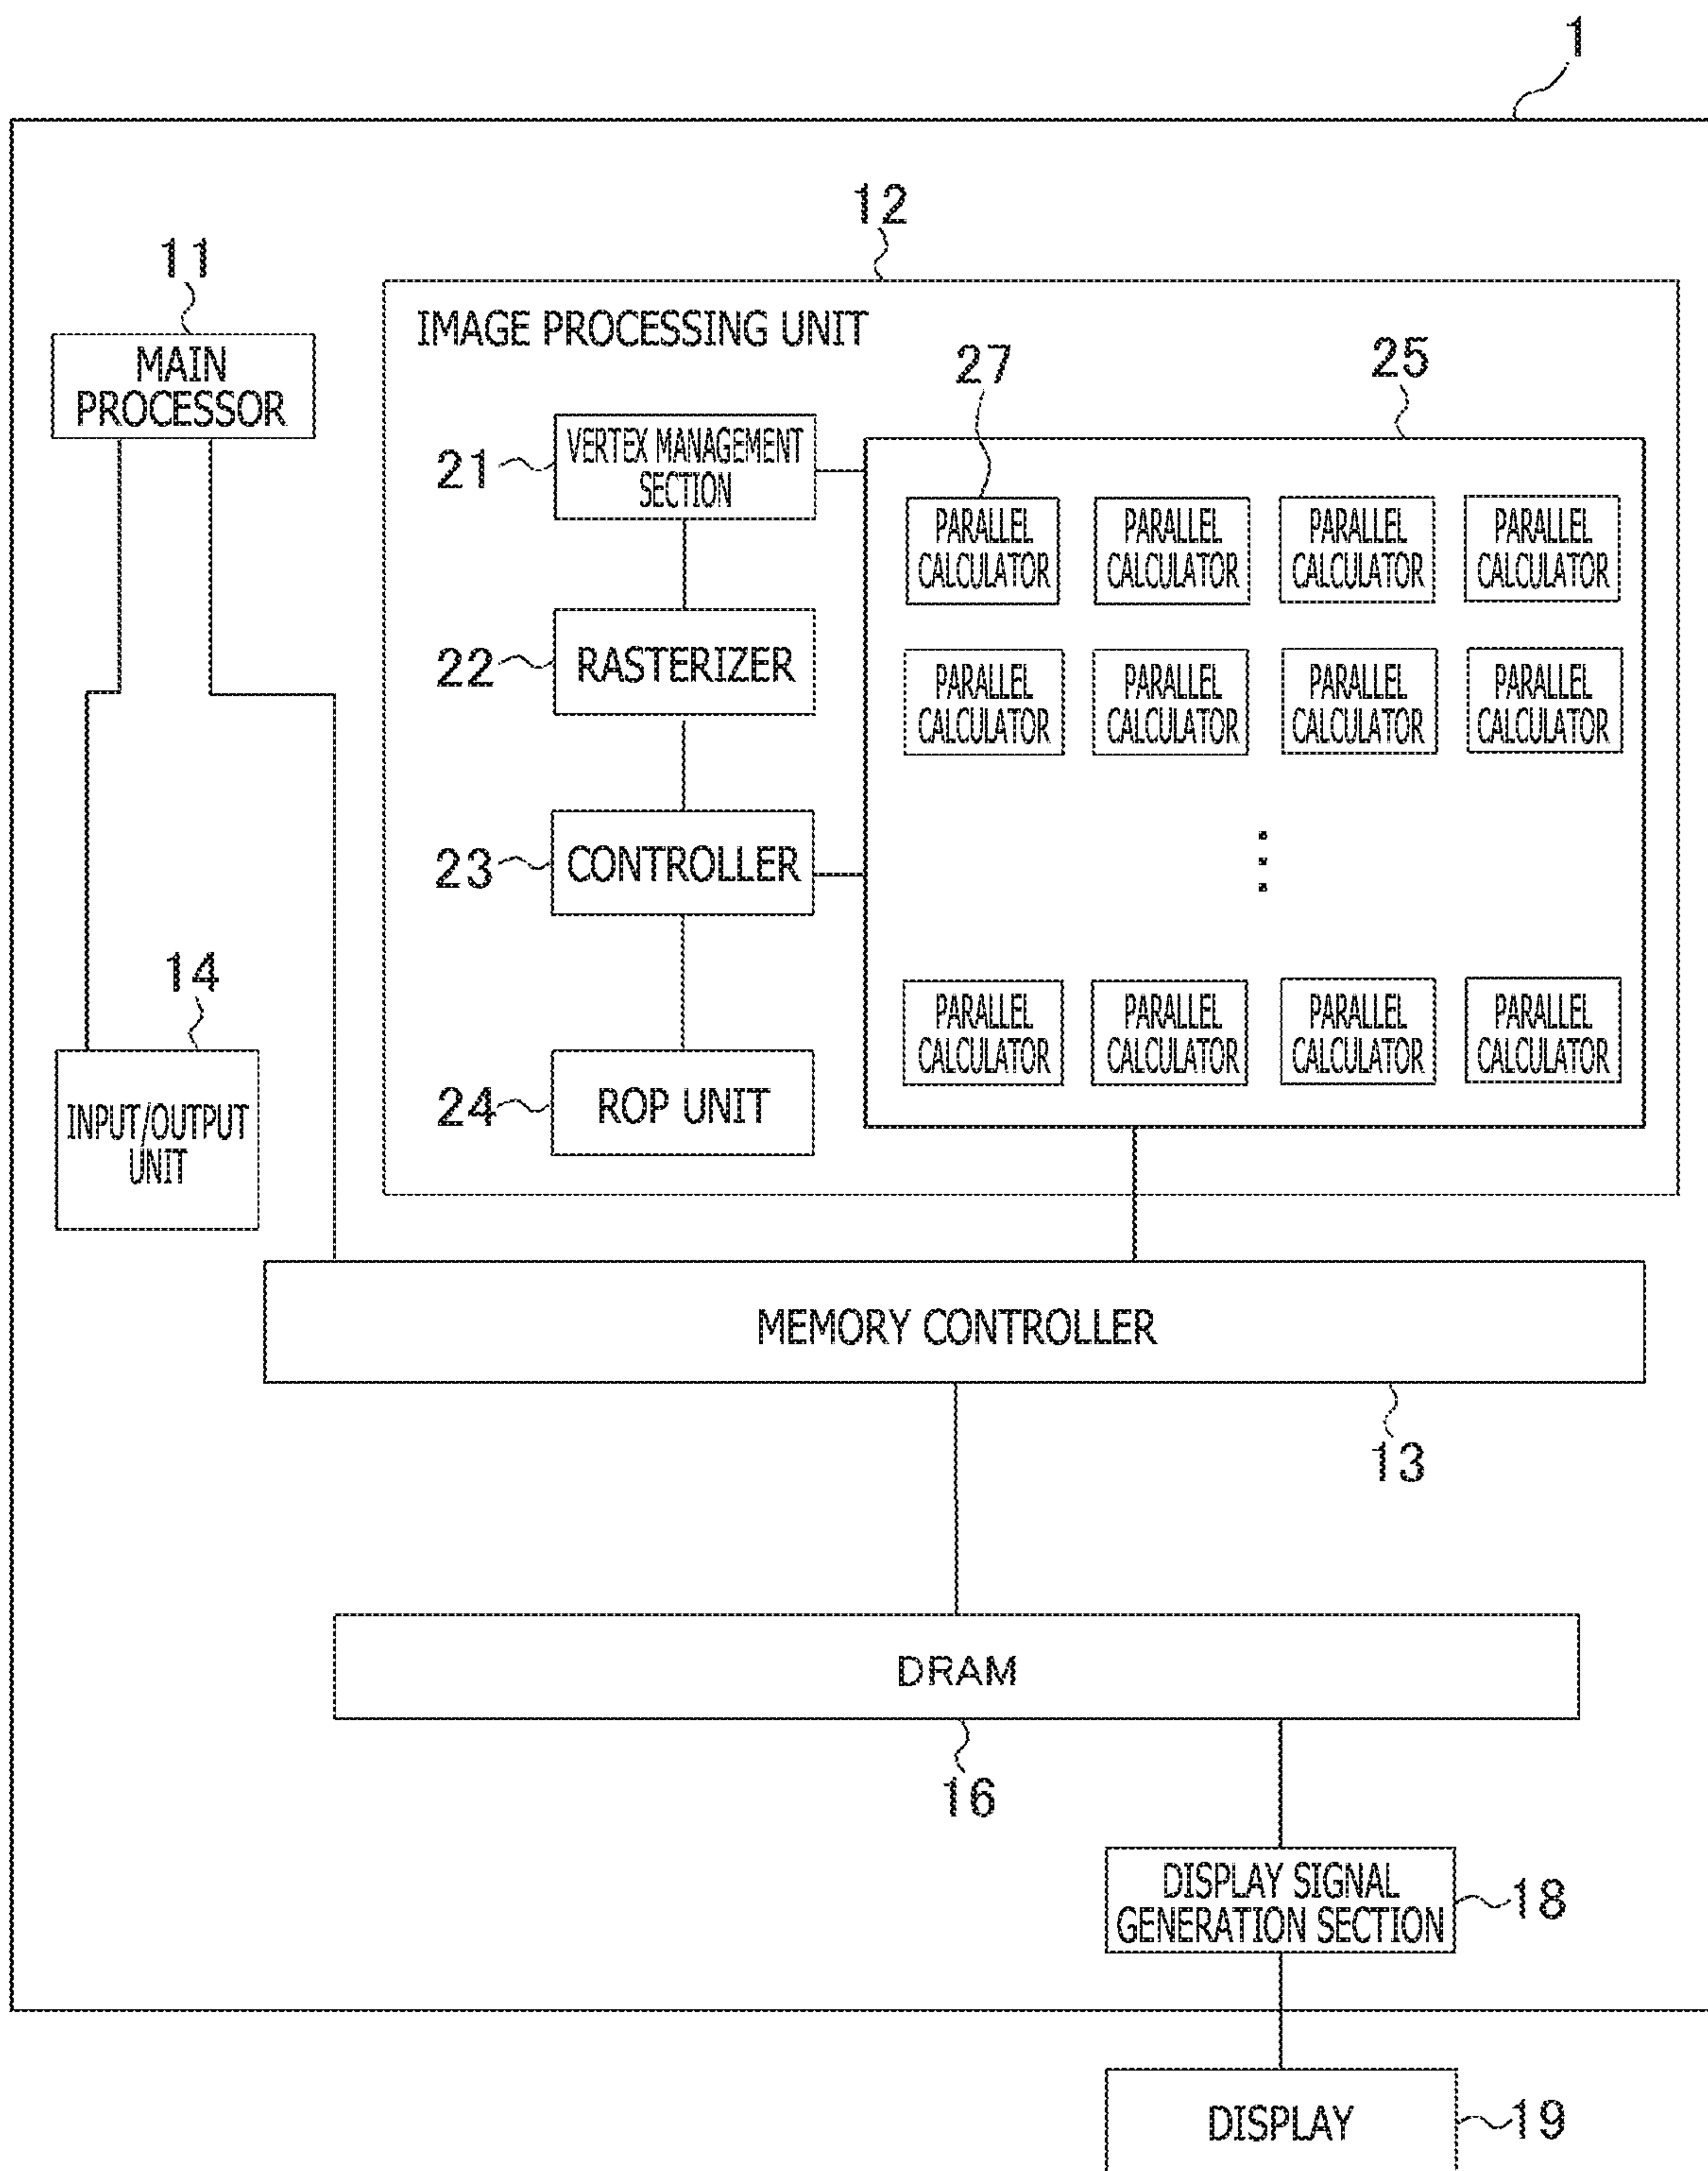 1
12
11
IMAGE PROCESSING UNIT
MAIN
PROCESSOR
27
25
21
VERTEX MANAGEMENT
SECTION
PARALLEL
CALCULATOR
PARALLEL
CALCULATOR
PARALLEL
CALCULATOR
PARALLEL
CALCULATOR
22
RASTERIZER
PARALLEL
CALCULATOR
PARALLEL
CALCULATOR
PARALLEL
CALCULATOR
PARALLEL
CALCULATOR
23
CONTROLLER
14
INPUT/OUTPUT
UNIT
24
ROP UNIT
PARALLEL
CALCULATOR
PARALLEL
CALCULATOR
PARALLEL
CALCULATOR
PARALLEL
CALCULATOR
MEMORY CONTROLLER
13
DRAM
16
DISPLAY SIGNAL
GENERATION SECTION
18
DISPLAY
19